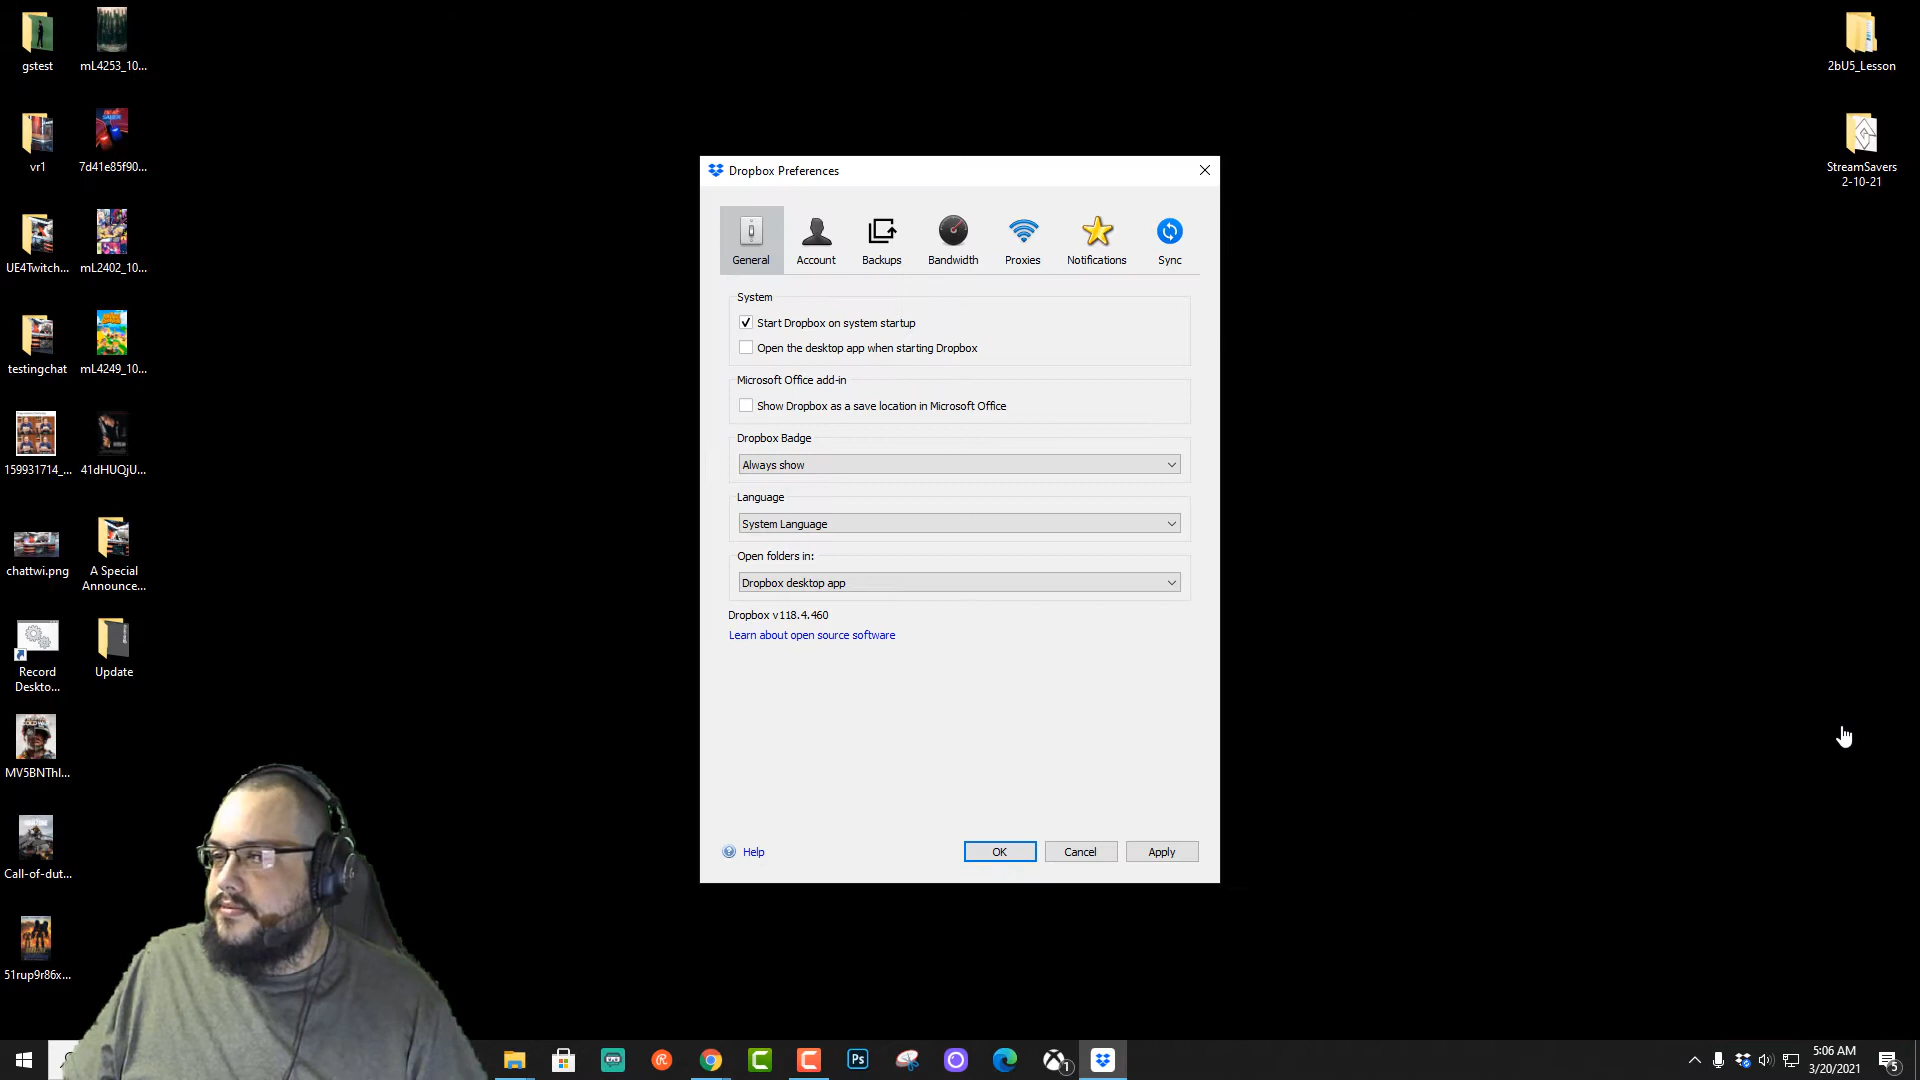 gstest
mL4253_10...
vr1
7d41e85f90...
UE4Twitch...
mL2402_10...
testingchat
mL4249_10...
159931714_...
41dHUQjU...
chattwi.png
A Special
Announce...
Record
Deskto...
Update
MV5BNThl...
Call-of-dut...
51rup9r86x...
2bU5_Lesson
StreamSavers
2-10-21
Dropbox Preferences
General
Account
Backups
Bandwidth
Proxies
Notifications
Sync
System
Start Dropbox on system startup
Open the desktop app when starting Dropbox
Microsoft Office add-in
Show Dropbox as a save location in Microsoft Office
Dropbox Badge
Always show
Language
System Language
Open folders in:
Dropbox desktop app
Dropbox v118.4.460
Learn about open source software
Help
OK
Cancel
Apply
Ps
1
5:06 AM
3/20/2021
5